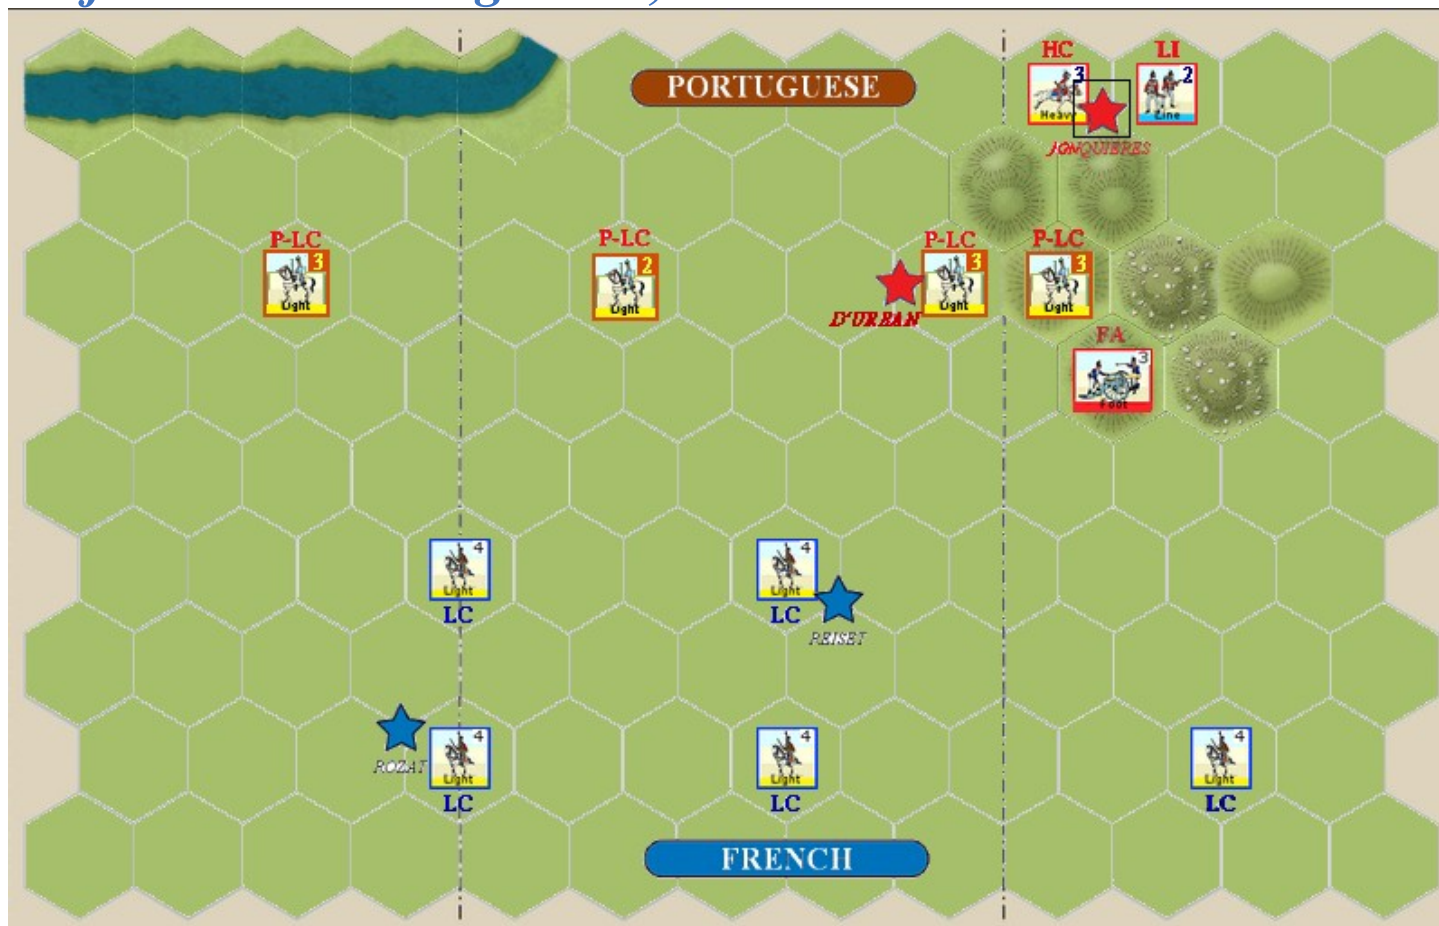 HC
LI
PORTUGUESE
3
2
Heavy
Line
JONQUIERES
P-LC
P-LC
P-LC
P-LC
3
2
3
3
Light
Light
Light
Light
D'URBAN
FA
3
Foot
4
4
Light
Light
LC
LC
REISET
4
4
4
ROZAT
Light
Light
Light
LC
LC
LC
FRENCH